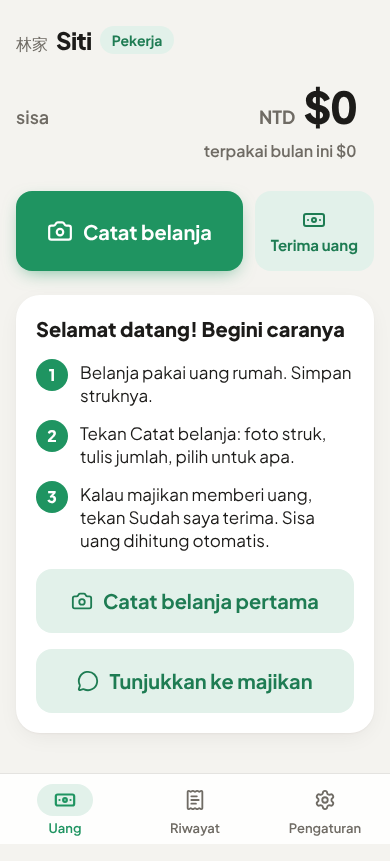 林家 Siti Pekerja
sisa NTD $0
terpakai bulan ini $0
Catat belanja
Terima uang
Selamat datang! Begini caranya
1 Belanja pakai uang rumah. Simpan
struknya.
2 Tekan Catat belanja: foto struk,
tulis jumlah, pilih untuk apa.
3 Kalau majikan memberi uang,
tekan Sudah saya terima. Sisa
uang dihitung otomatis.
Catat belanja pertama
Tunjukkan ke majikan
Uang Riwayat Pengaturan